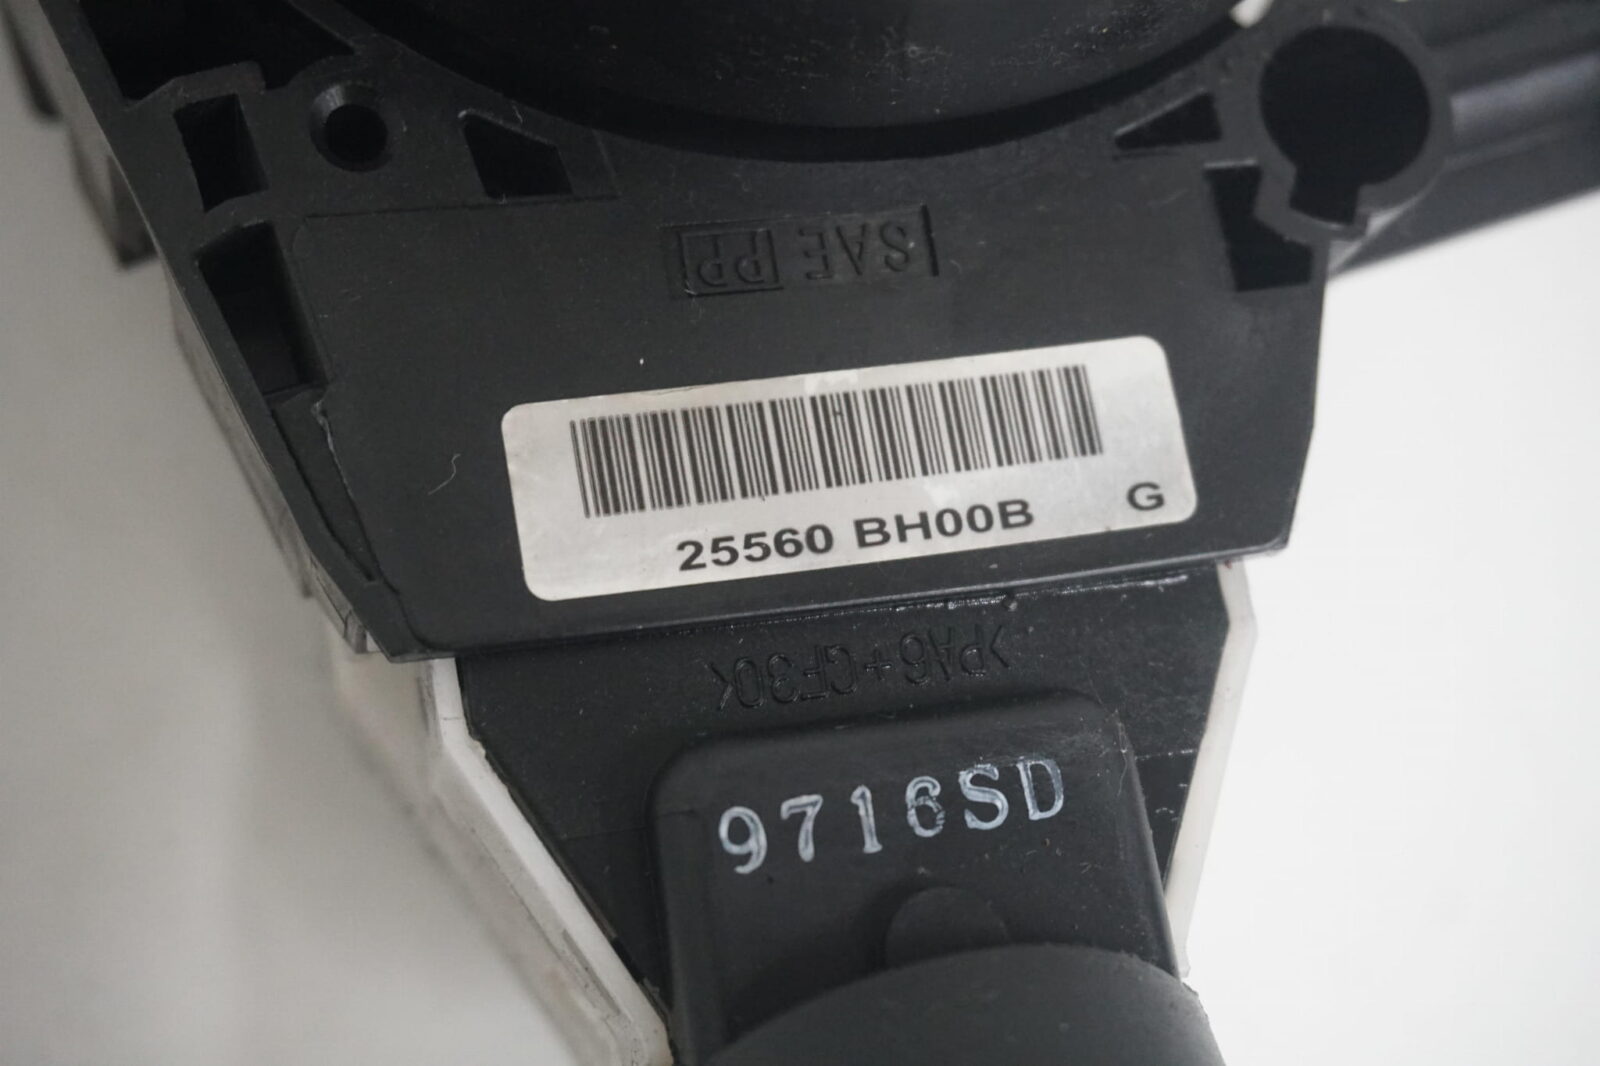 SAE PP
25560 BH00B G
>PA6+GF30<
9716SD